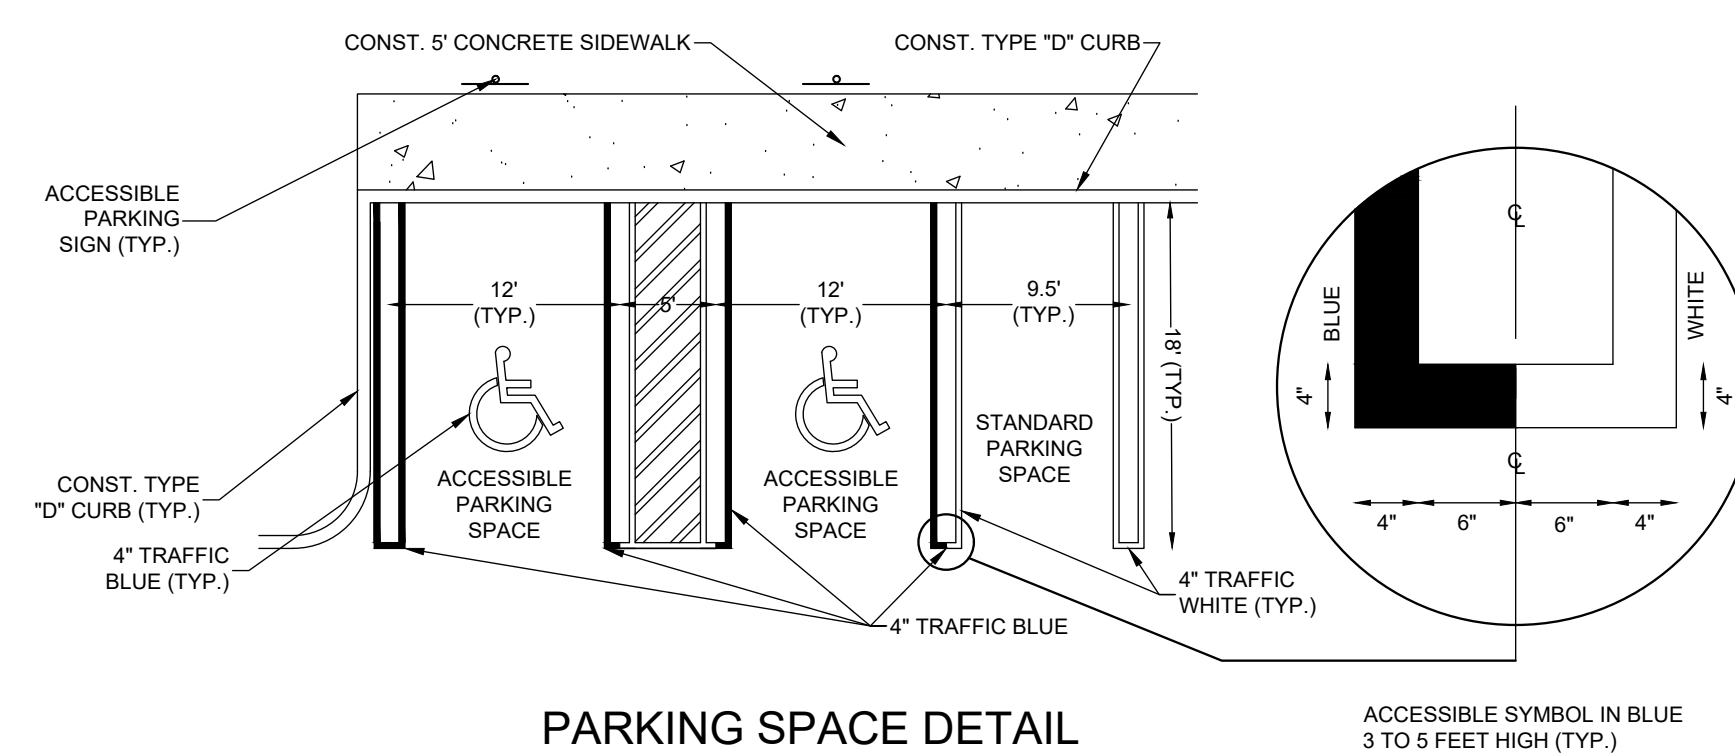 CONST. 5' CONCRETE SIDEWALK
CONST. TYPE "D" CURB
ACCESSIBLE
PARKING
SIGN (TYP.)
12'
(TYP.)
5'
12'
(TYP.)
9.5'
(TYP.)
18' (TYP.)
STANDARD
PARKING
SPACE
ACCESSIBLE
PARKING
SPACE
ACCESSIBLE
PARKING
SPACE
CONST. TYPE
"D" CURB (TYP.)
4" TRAFFIC
BLUE (TYP.)
4" TRAFFIC BLUE
4" TRAFFIC
WHITE (TYP.)
℄
BLUE
WHITE
4"
4"
℄
4"
6"
6"
4"
PARKING SPACE DETAIL
ACCESSIBLE SYMBOL IN BLUE
3 TO 5 FEET HIGH (TYP.)